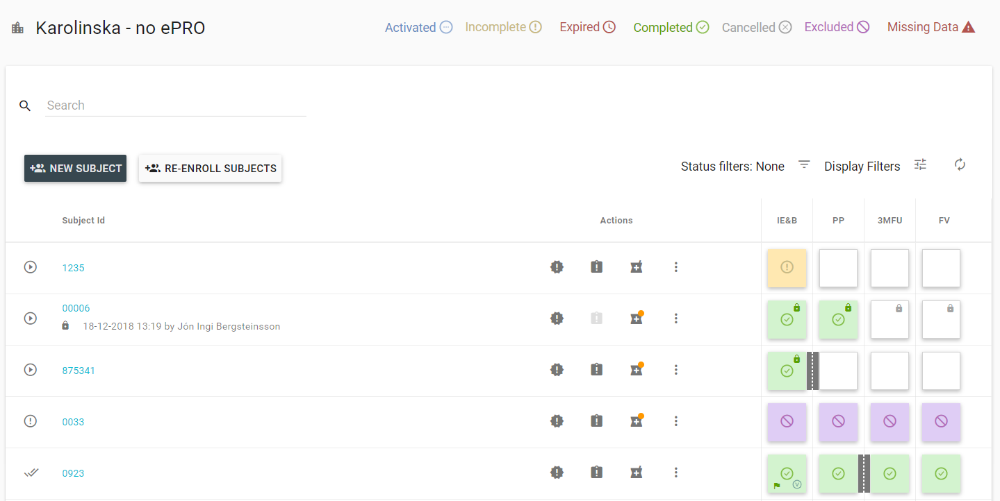 Karolinska - no ePRO
Activated Incomplete Expired Completed Cancelled Excluded Missing Data
Search
NEW SUBJECT RE-ENROLL SUBJECTS Status filters: None Display Filters
Subject Id Actions IE&B PP 3MFU FV
1235
00006
18-12-2018 13:19 by Jón Ingi Bergsteinsson
875341
0033
0923
V